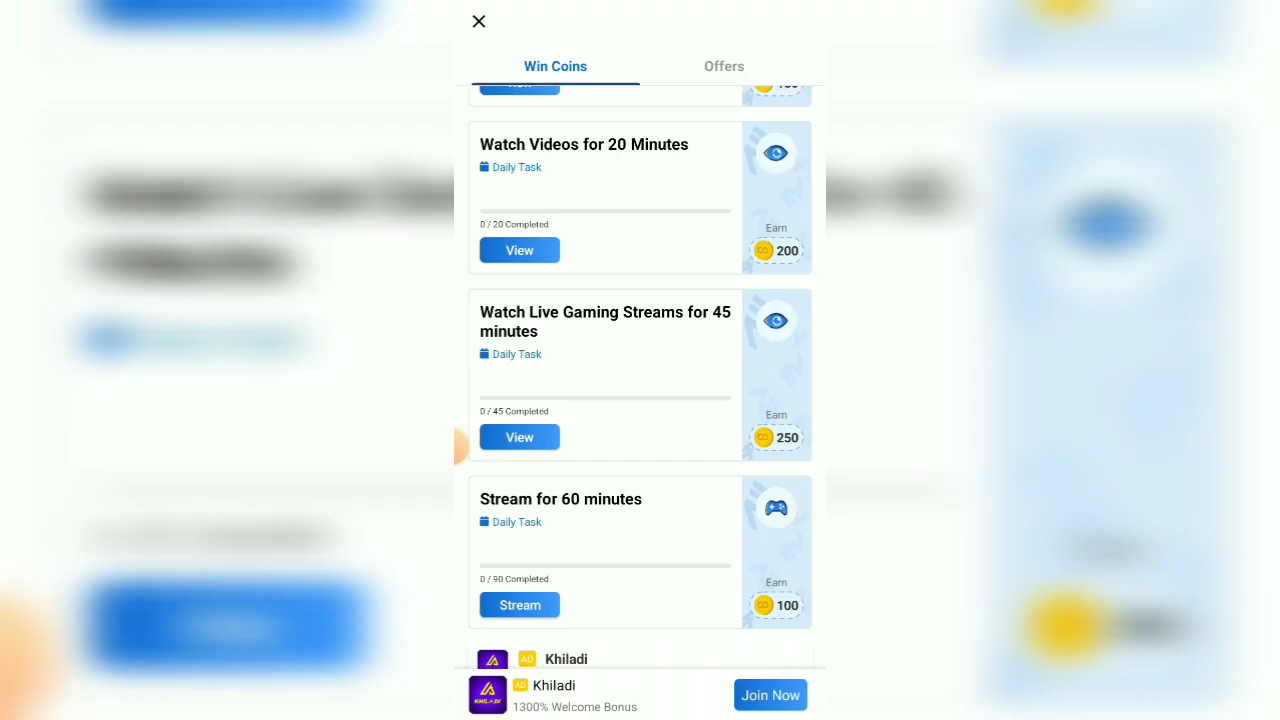 Win Coins
Offers
Watch Videos for 20 Minutes
Daily Task
0 / 20 Completed
Earn
View
200
Watch Live Gaming Streams for 45
minutes
Daily Task
0 / 45 Completed
Earn
View
250
Stream for 60 minutes
Daily Task
0 / 90 Completed
Earn
Stream
100
AD Khiladi
AD Khiladi
KHILADI
1300% Welcome Bonus
Join Now